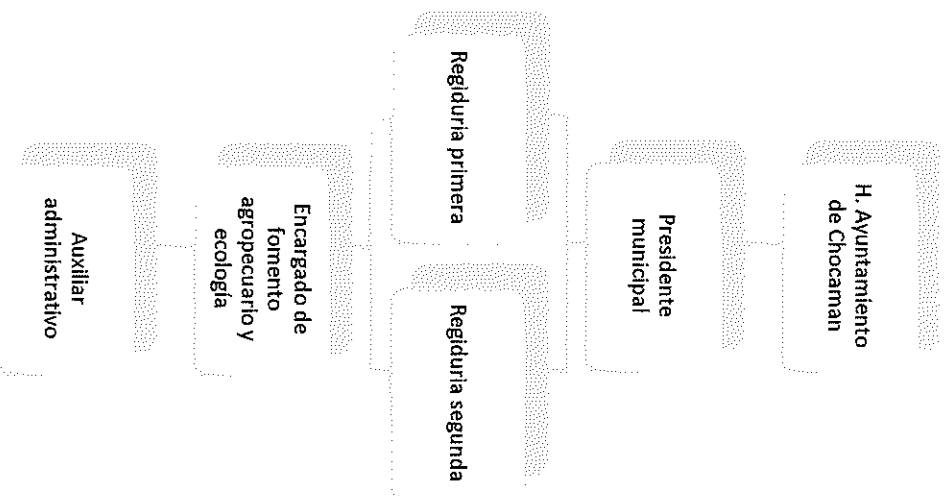 H. Ayuntamiento
de Chocaman
Presidente
municipal
Regiduria primera
Regiduria segunda
Encargado de
fomento
agropecuario y
ecología
Auxiliar
administrativo